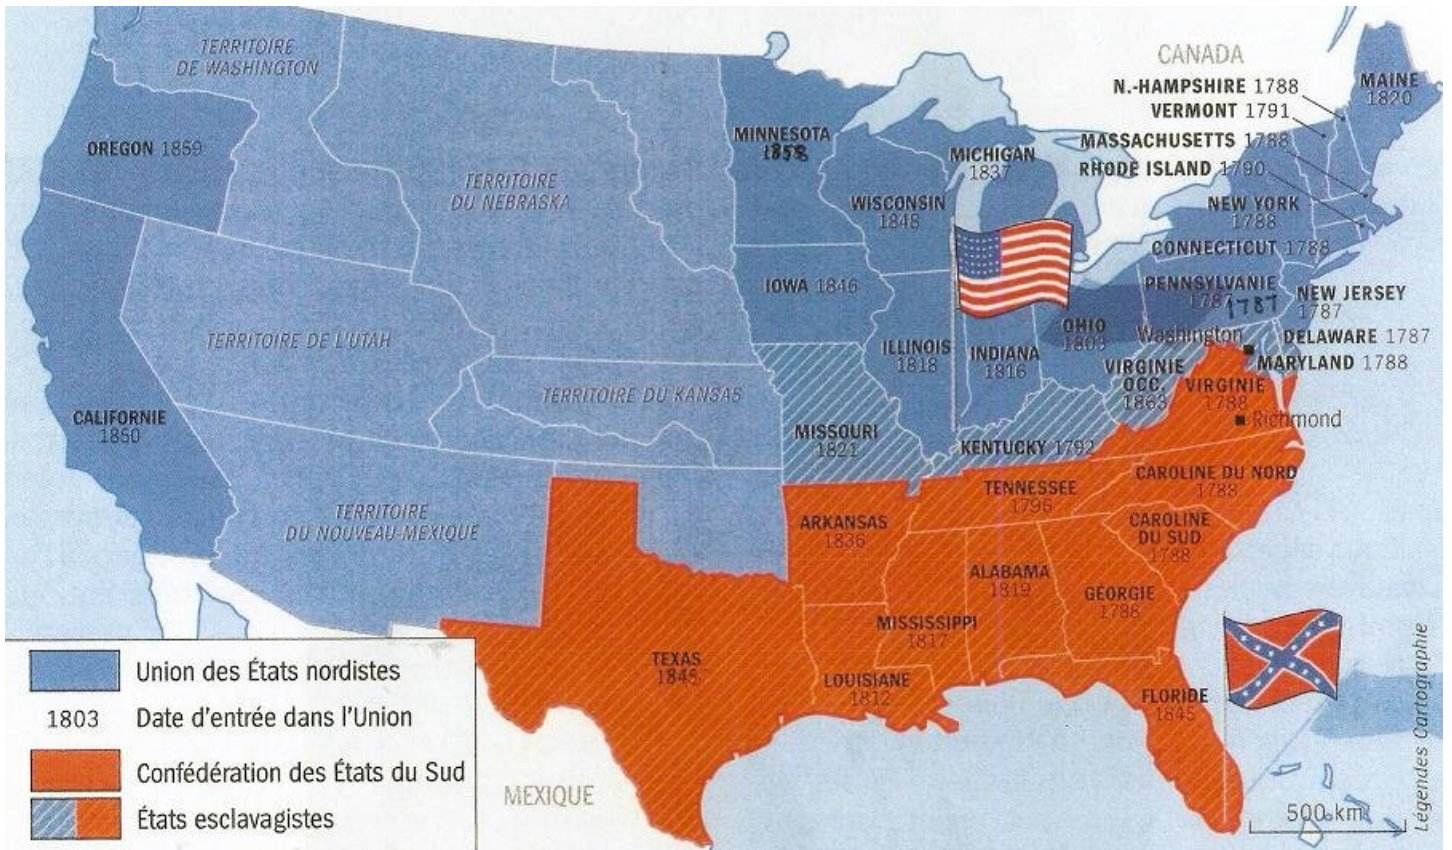 CANADA
TERRITOIRE
DE WASHINGTON
OREGON 1859
TERRITOIRE
DU NEBRASKA
MINNESOTA
1858
MICHIGAN
1837
WISCONSIN
1848
N.-HAMPSHIRE 1788
VERMONT 1791
MASSACHUSETTS 1788
RHODE ISLAND 1790
MAINE
1820
NEW YORK
1788
CONNECTICUT 1788
PENNSYLVANIE
1787
1787
NEW JERSEY
1787
IOWA 1846
OHIO
1803
Washington
DELAWARE 1787
MARYLAND 1788
TERRITOIRE DE L'UTAH
ILLINOIS
1818
INDIANA
1816
VIRGINIE
OCC.
1863
VIRGINIE
1788
Richmond
TERRITOIRE DU KANSAS
CALIFORNIE
1850
MISSOURI
1821
KENTUCKY 1792
TENNESSEE
1796
CAROLINE DU NORD
1788
TERRITOIRE
DU NOUVEAU-MEXIQUE
ARKANSAS
1836
CAROLINE
DU SUD
1788
ALABAMA
1819
GÉORGIE
1788
MISSISSIPPI
1817
TEXAS
1845
LOUISIANE
1812
FLORIDE
1845
MEXIQUE
Union des États nordistes
1803 Date d'entrée dans l'Union
Confédération des États du Sud
États esclavagistes
500 km
Légendes Cartographie